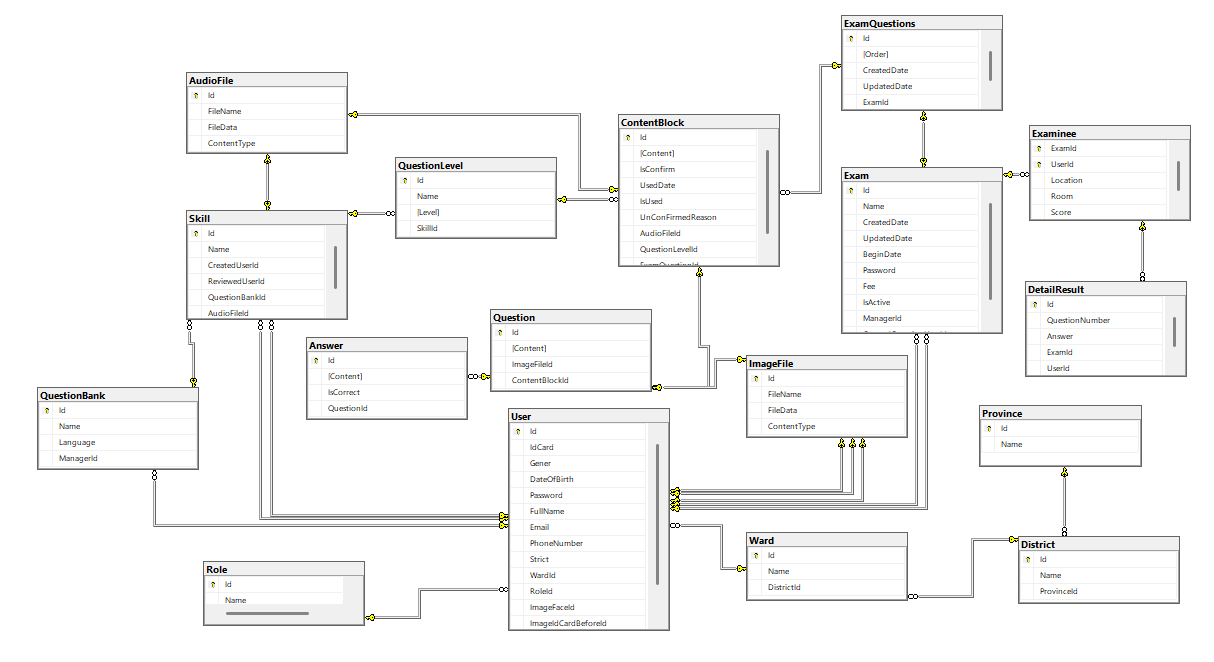 ExamQuestions
Id
[Order]
CreatedDate
UpdatedDate
ExamId
AudioFile
Id
FileName
FileData
ContentType
ContentBlock
Id
[Content]
IsConfirm
UsedDate
IsUsed
UnConFirmedReason
AudioFileId
QuestionLevelId
ExamQuestionId
Examinee
ExamId
UserId
Location
Room
Score
QuestionLevel
Id
Name
[Level]
SkillId
Exam
Id
Name
CreatedDate
UpdatedDate
BeginDate
Password
Fee
IsActive
ManagerId
Skill
Id
Name
CreatedUserId
ReviewedUserId
QuestionBankId
AudioFileId
DetailResult
Id
QuestionNumber
Answer
ExamId
UserId
Question
Id
[Content]
ImageFileId
ContentBlockId
Answer
Id
[Content]
IsCorrect
QuestionId
ImageFile
Id
FileName
FileData
ContentType
QuestionBank
Id
Name
Language
ManagerId
User
Id
IdCard
Gener
DateOfBirth
Password
FullName
Email
PhoneNumber
Strict
WardId
RoleId
ImageFaceId
ImageIdCardBeforeId
Province
Id
Name
Ward
Id
Name
DistrictId
District
Id
Name
ProvinceId
Role
Id
Name